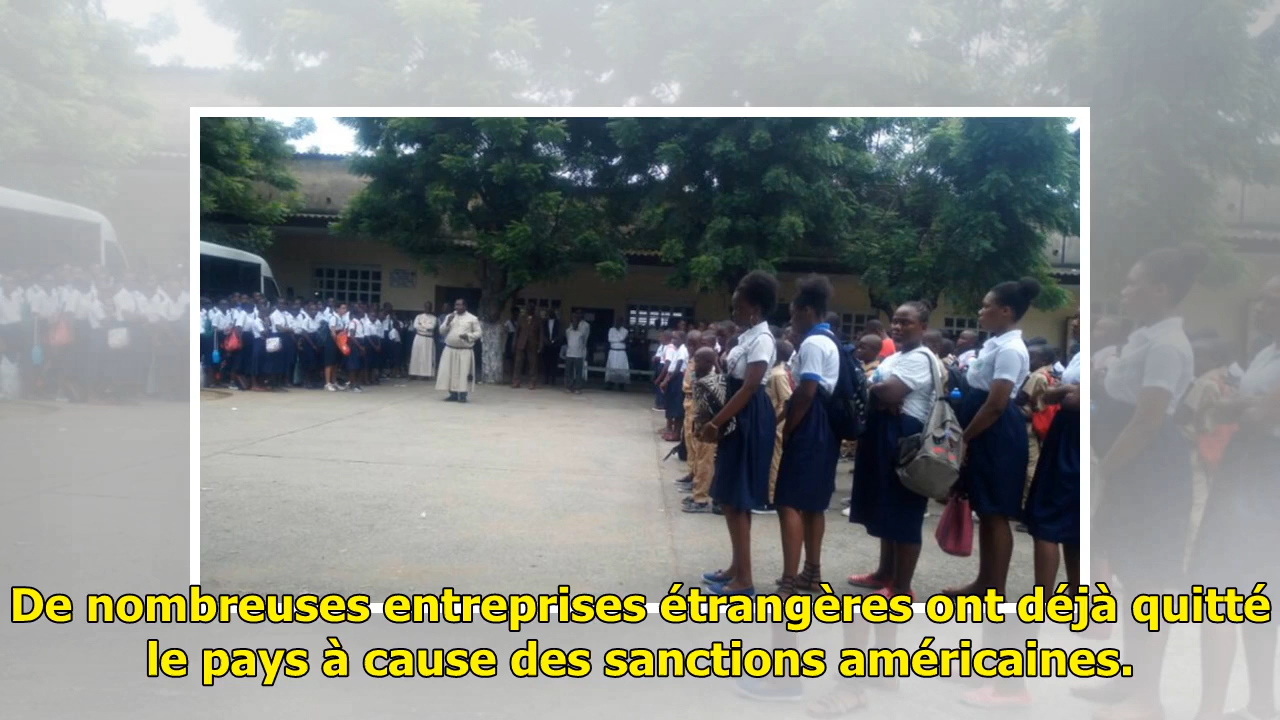 De nombreuses entreprises étrangères ont déjà quitté
le pays à cause des sanctions américaines.